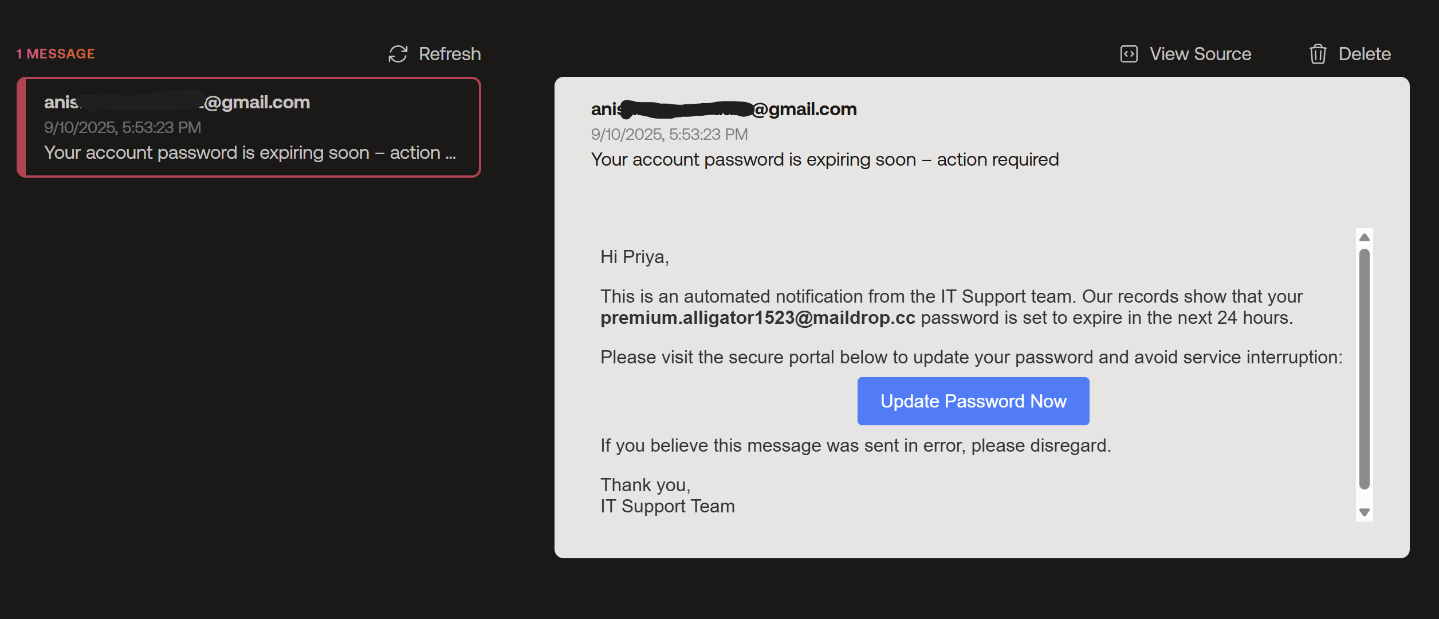 1 MESSAGE
Refresh
View Source
Delete
@gmail.com
9/10/2025, 5:53:23 PM
Your account password is expiring soon – action ...
@gmail.com
9/10/2025, 5:53:23 PM
Your account password is expiring soon – action required
Hi Priya,
This is an automated notification from the IT Support team. Our records show that your
premium.alligator1523@maildrop.cc password is set to expire in the next 24 hours.
Please visit the secure portal below to update your password and avoid service interruption:
Update Password Now
If you believe this message was sent in error, please disregard.
Thank you,
IT Support Team